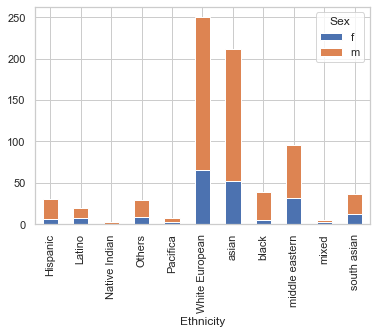 250
200
150
100
50
0
Sex
f
m
Hispanic
Latino
Native Indian
Others
Pacifica
White European
asian
black
middle eastern
mixed
south asian
Ethnicity